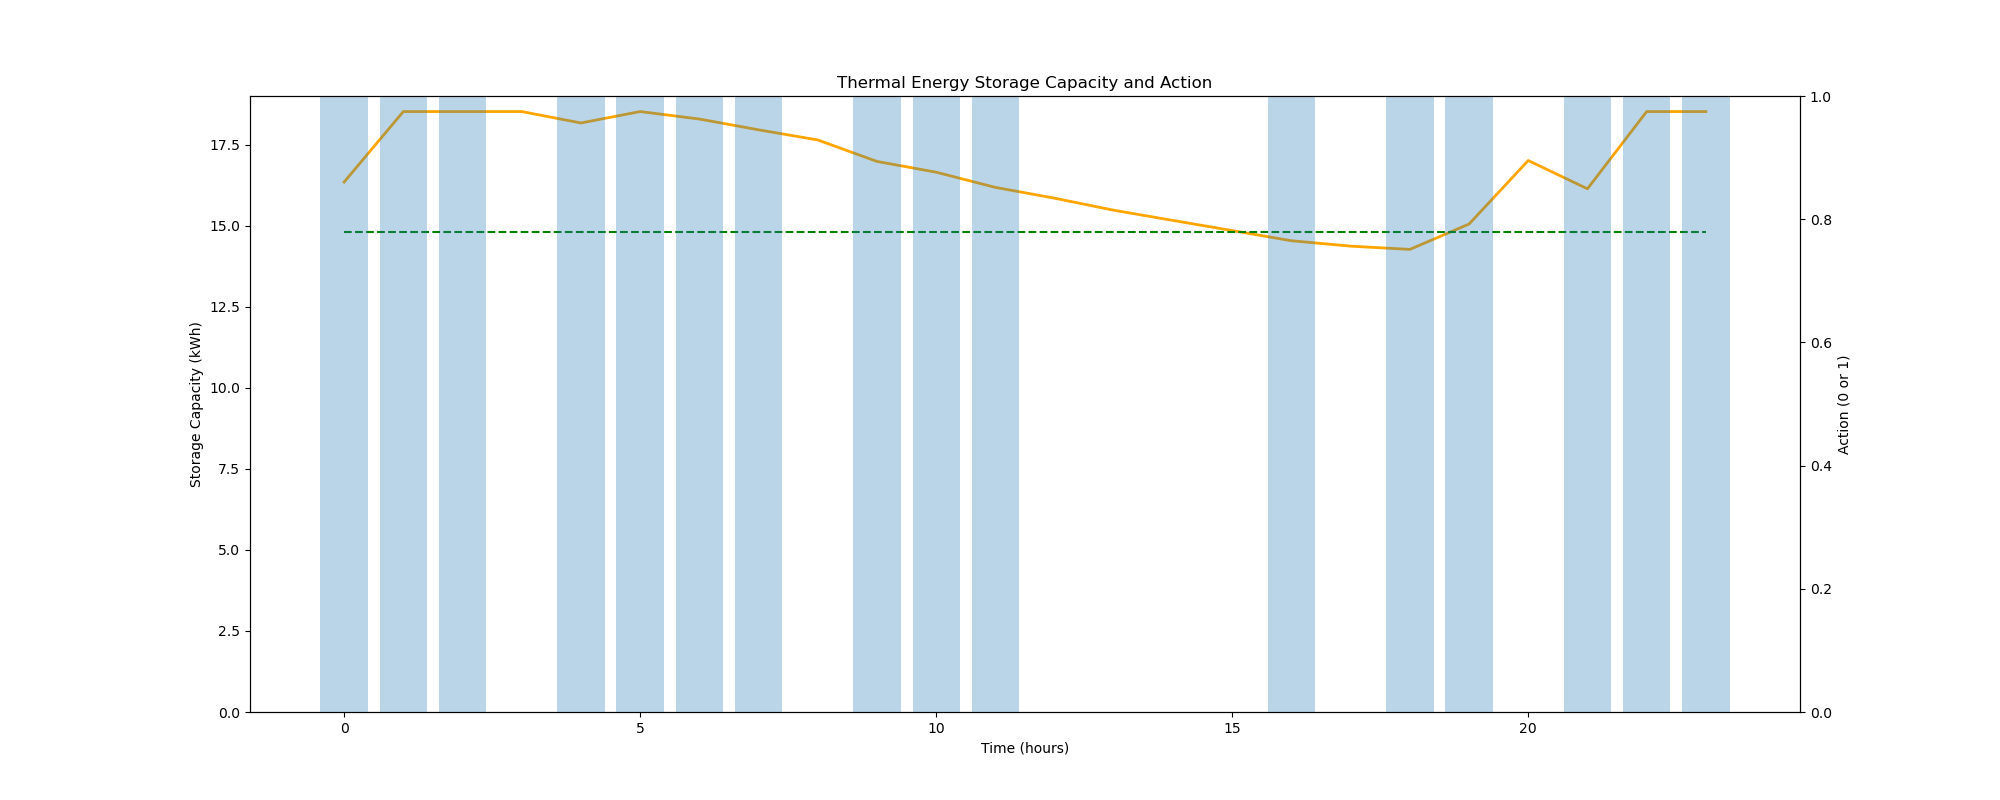 Thermal Energy Storage Capacity and Action
17.5
15.0
12.5
10.0
7.5
5.0
2.5
0.0
Storage Capacity (kWh)
1.0
0.8
0.6
0.4
0.2
0.0
Action (0 or 1)
0 5 10 15 20
Time (hours)